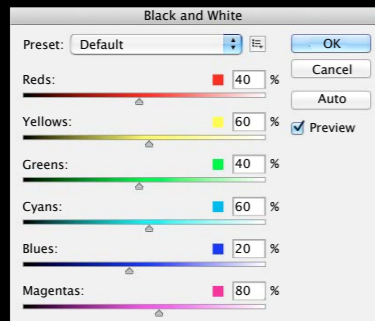 Black and White
Preset: Default
OK
Cancel
Auto
Preview
Reds: 40 %
Yellows: 60 %
Greens: 40 %
Cyans: 60 %
Blues: 20 %
Magentas: 80 %